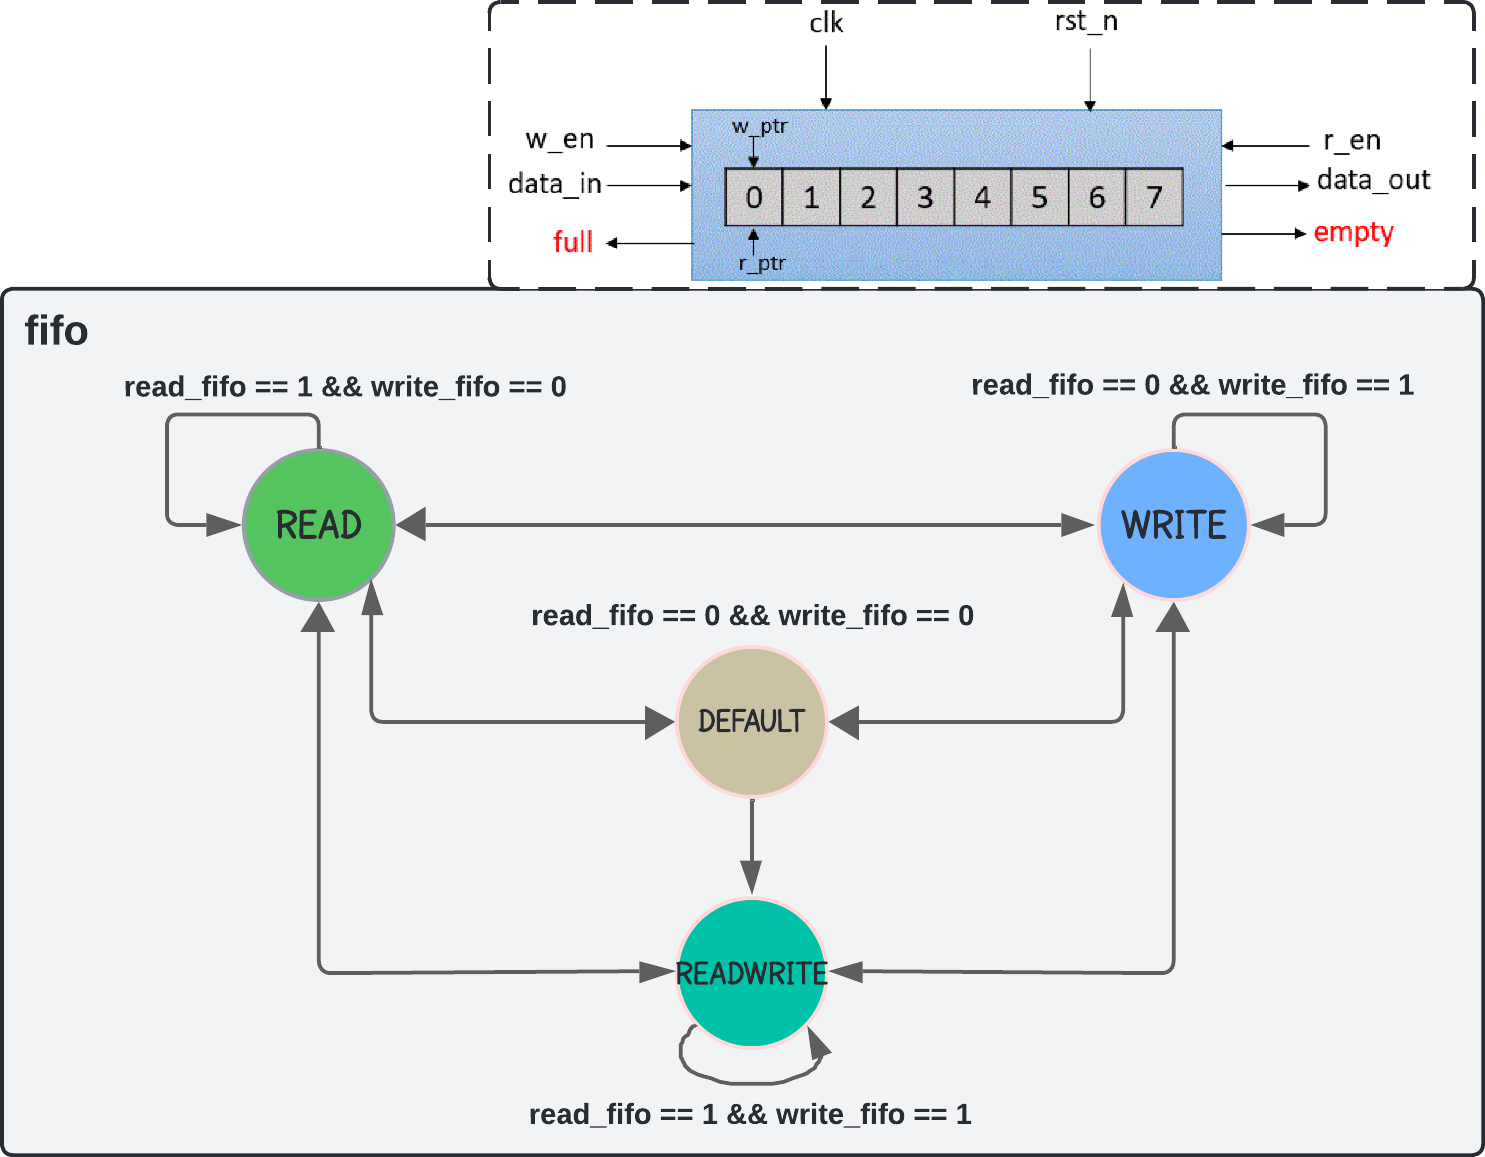 clk
rst_n
w_en
w_ptr
r_en
data_in
0 1 2 3 4 5 6 7
data_out
full
r_ptr
empty
fifo
read_fifo == 1 && write_fifo == 0
read_fifo == 0 && write_fifo == 1
READ
WRITE
read_fifo == 0 && write_fifo == 0
DEFAULT
READWRITE
read_fifo == 1 && write_fifo == 1